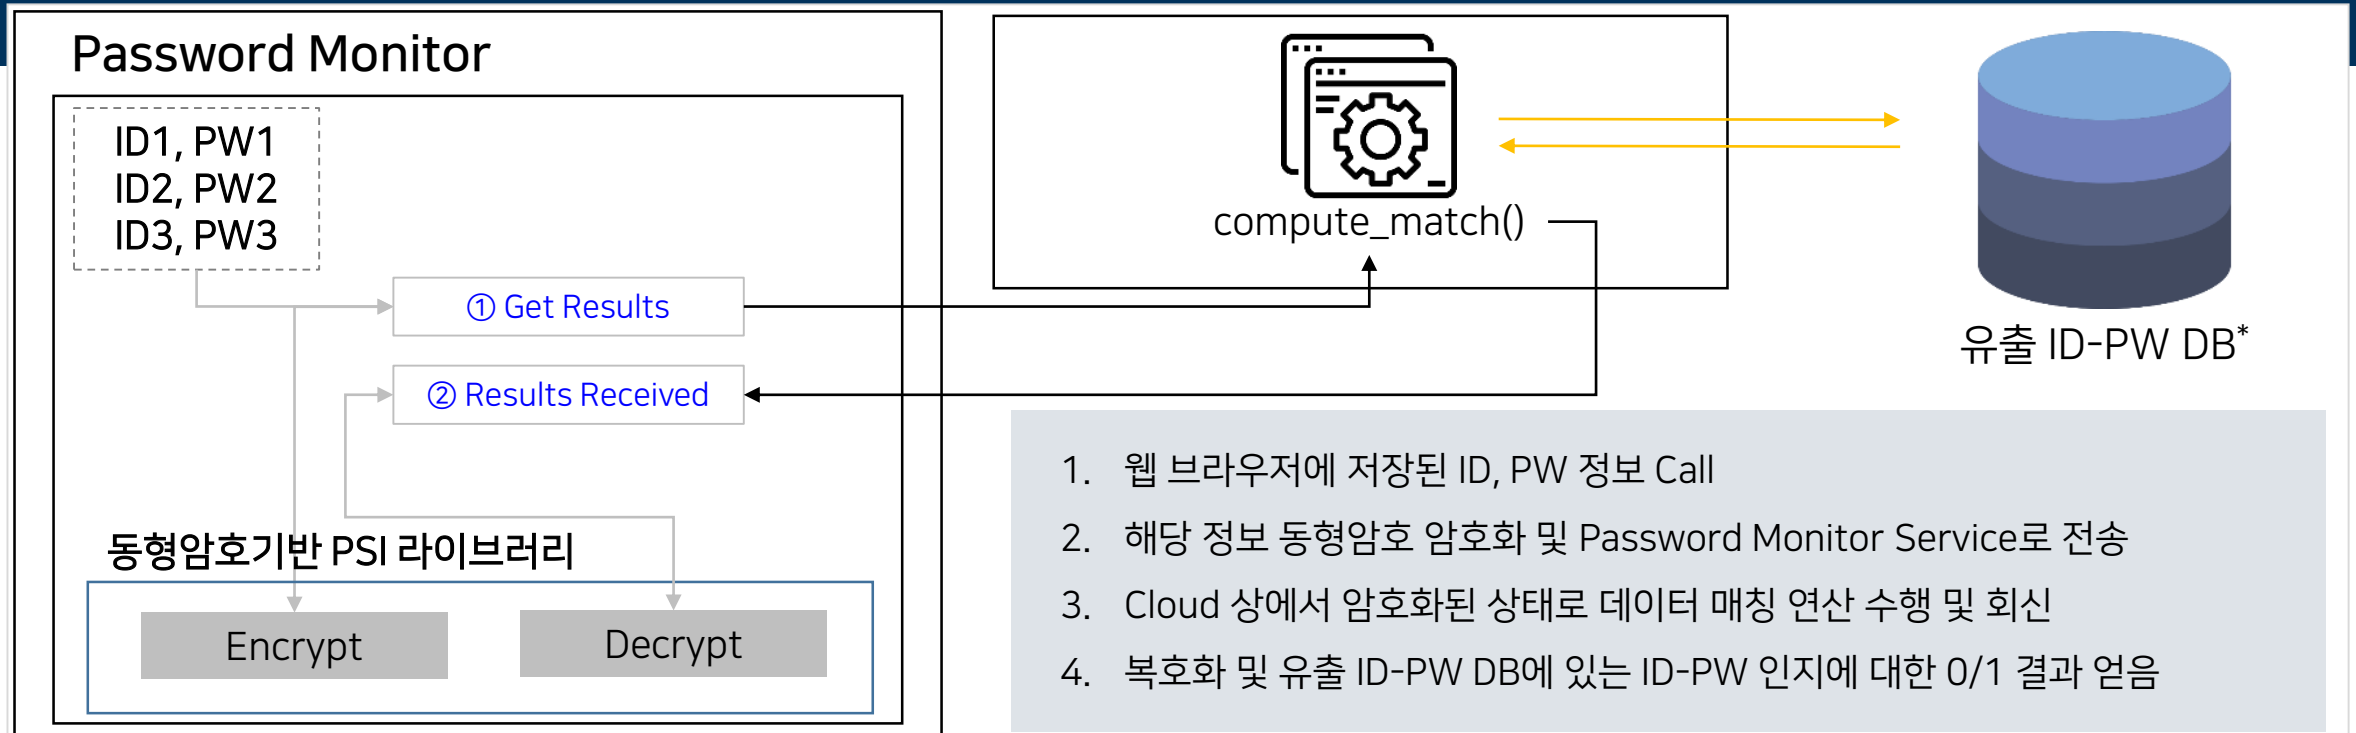 Password Monitor
ID1, PW1
ID2, PW2
ID3, PW3
① Get Results
② Results Received
동형암호기반 PSI 라이브러리
Encrypt
Decrypt
compute_match()
유출 ID-PW DB*
1. 웹 브라우저에 저장된 ID, PW 정보 Call
2. 해당 정보 동형암호 암호화 및 Password Monitor Service로 전송
3. Cloud 상에서 암호화된 상태로 데이터 매칭 연산 수행 및 회신
4. 복호화 및 유출 ID-PW DB에 있는 ID-PW 인지에 대한 0/1 결과 얻음